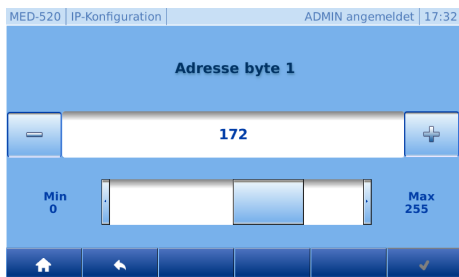 MED-520 IP-Konfiguration ADMIN angemeldet 17:32
Adresse byte 1
172
Min Max
0 255